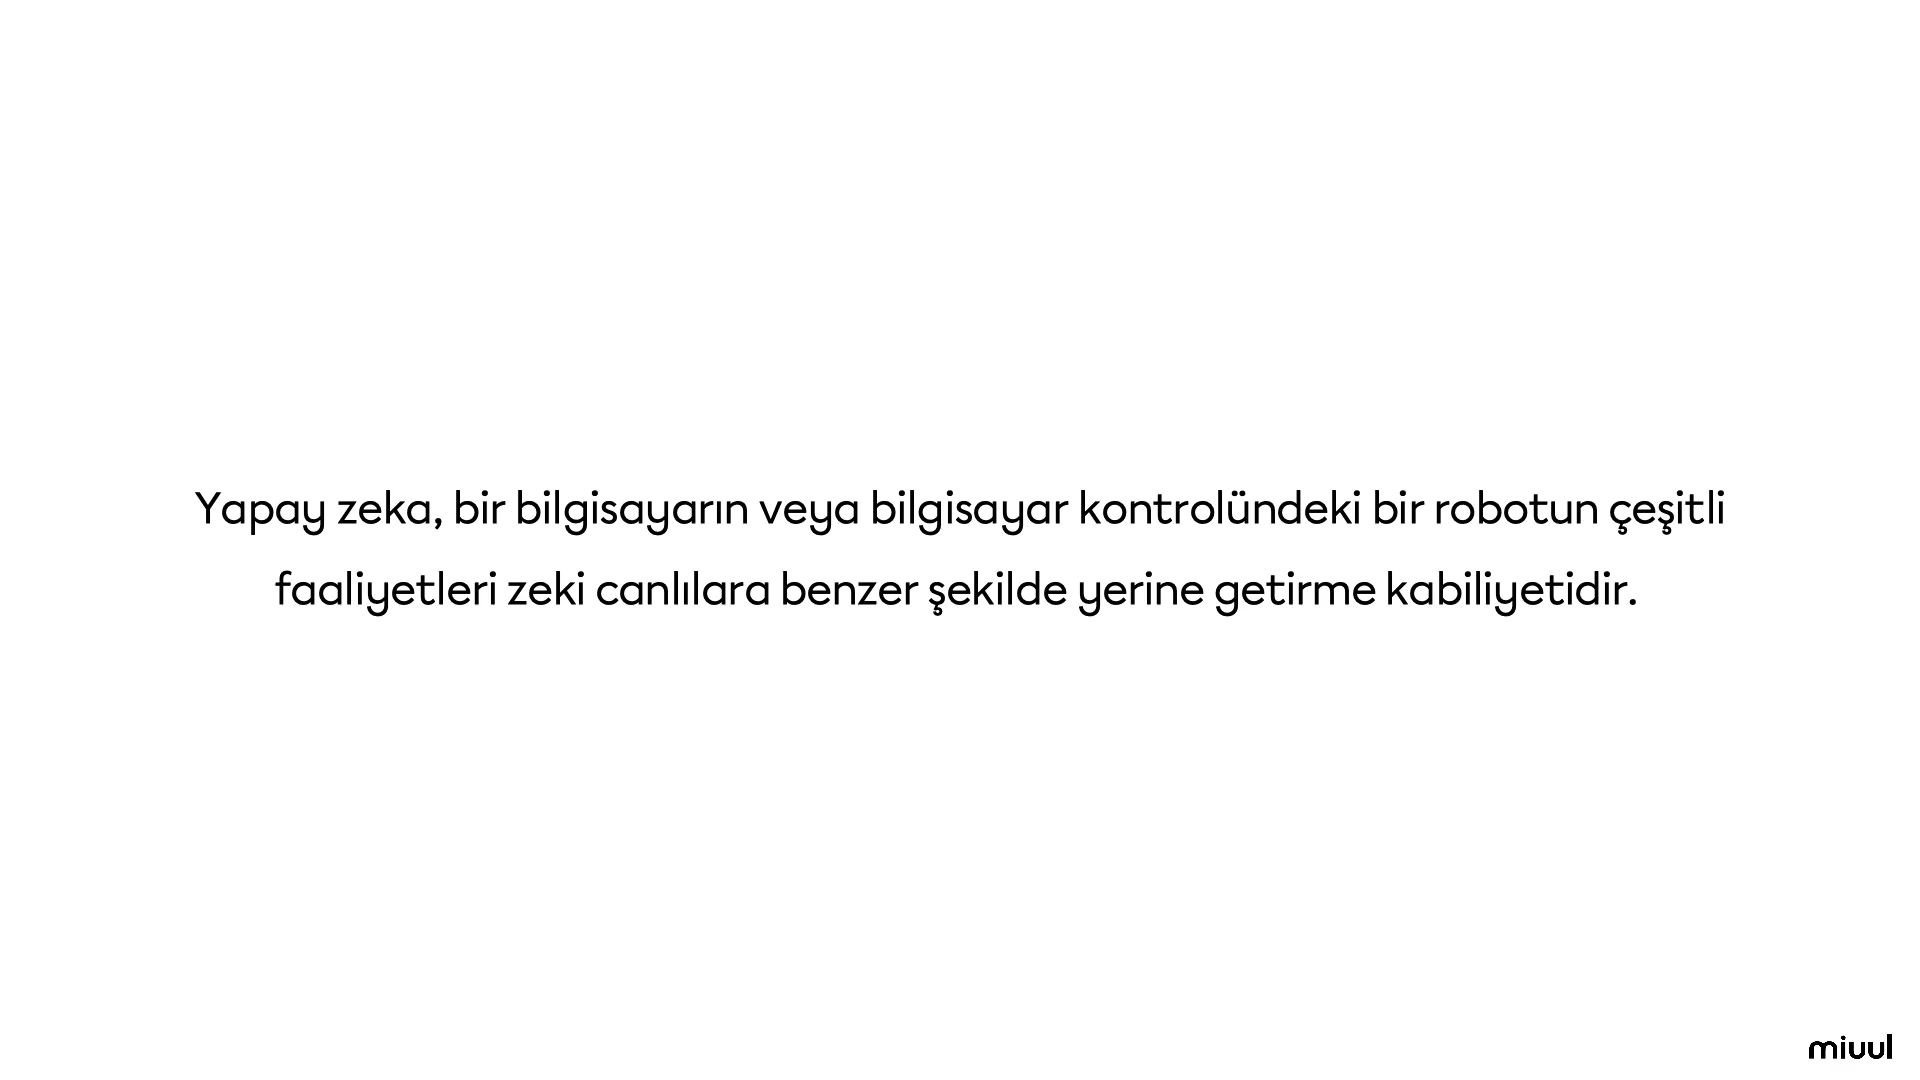 Yapay zeka, bir bilgisayarın veya bilgisayar kontrolündeki bir robotun çeşitli
faaliyetleri zeki canlılara benzer şekilde yerine getirme kabiliyetidir.
miuul